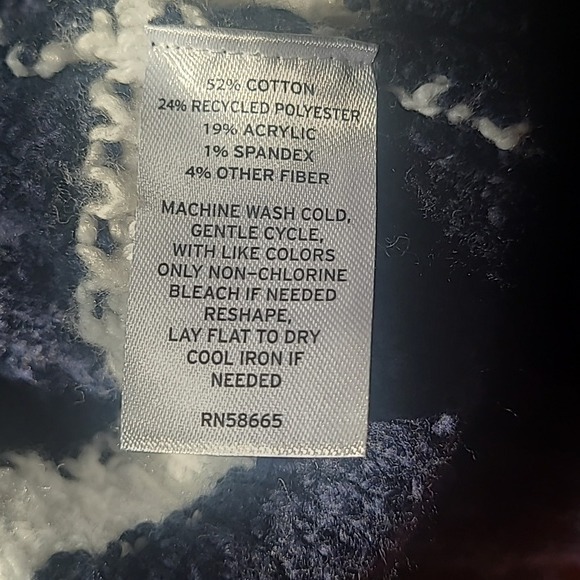 52% COTTON
24% RECYCLED POLYESTER
19% ACRYLIC
1% SPANDEX
4% OTHER FIBER
MACHINE WASH COLD,
GENTLE CYCLE,
WITH LIKE COLORS
ONLY NON-CHLORINE
BLEACH IF NEEDED
RESHAPE,
LAY FLAT TO DRY
COOL IRON IF
NEEDED
RN58665